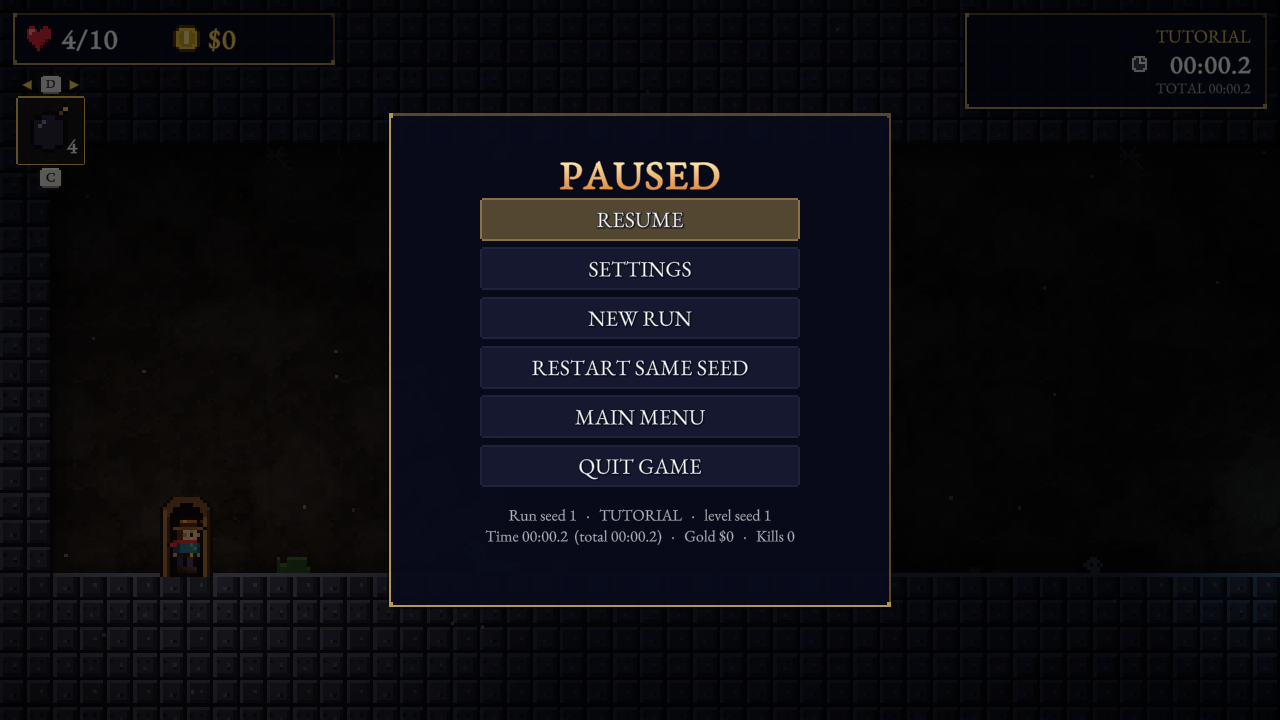 4/10
$0
D
4
C
TUTORIAL
00:00.2
TOTAL 00:00.2
PAUSED
RESUME
SETTINGS
NEW RUN
RESTART SAME SEED
MAIN MENU
QUIT GAME
Run seed 1 · TUTORIAL · level seed 1
Time 00:00.2 (total 00:00.2) · Gold $0 · Kills 0